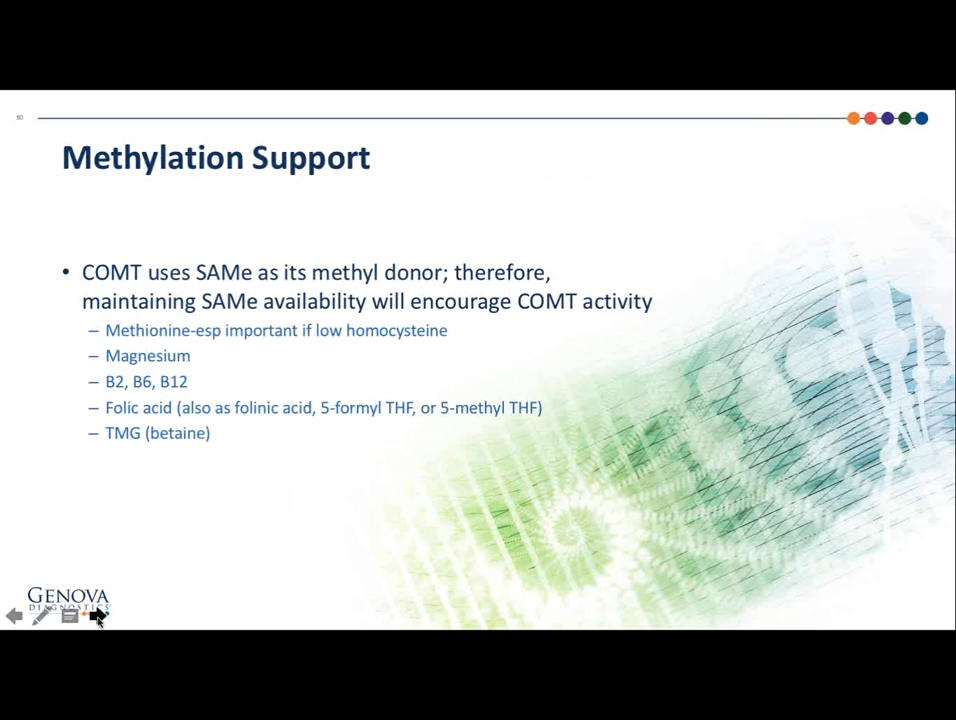 80
Methylation Support
• COMT uses SAMe as its methyl donor; therefore,
maintaining SAMe availability will encourage COMT activity
– Methionine-esp important if low homocysteine
– Magnesium
– B2, B6, B12
– Folic acid (also as folinic acid, 5-formyl THF, or 5-methyl THF)
– TMG (betaine)
GENOVA
DIAGNOSTICS